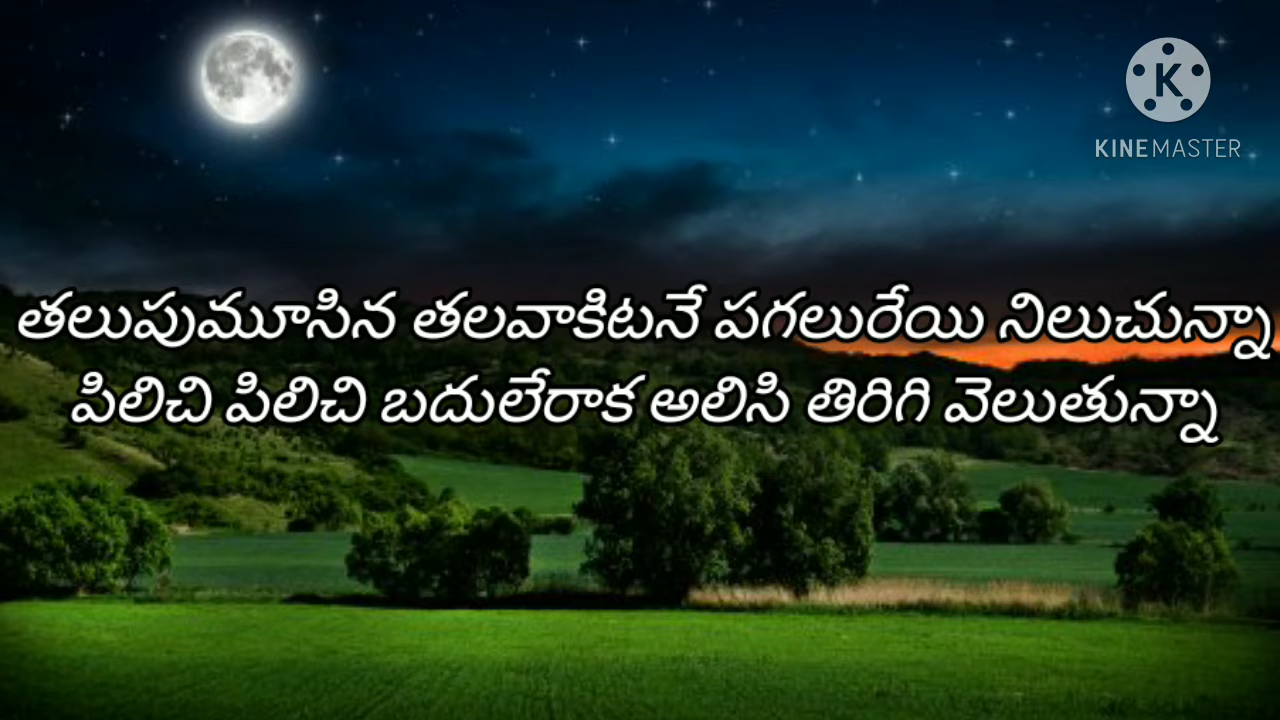 KINEMASTER
తలుపుమూసిన తలవాకిటనే పగలురేయి నిలుచున్నా
పిలిచి పిలిచి బదులేరాక అలిసి తిరిగి వెలుతున్నా